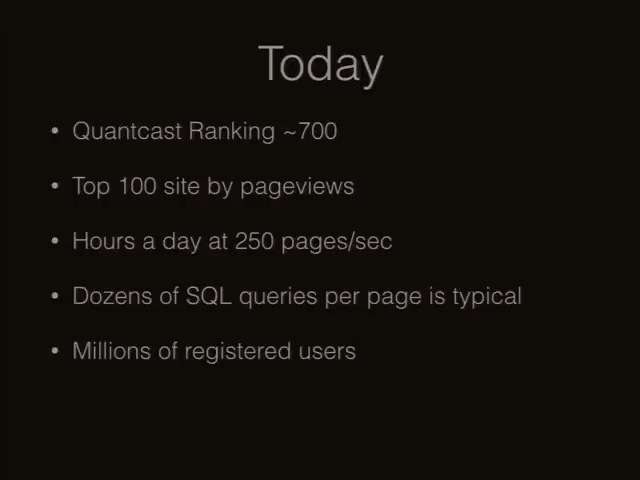 Today
• Quantcast Ranking ~700
• Top 100 site by pageviews
• Hours a day at 250 pages/sec
• Dozens of SQL queries per page is typical
• Millions of registered users